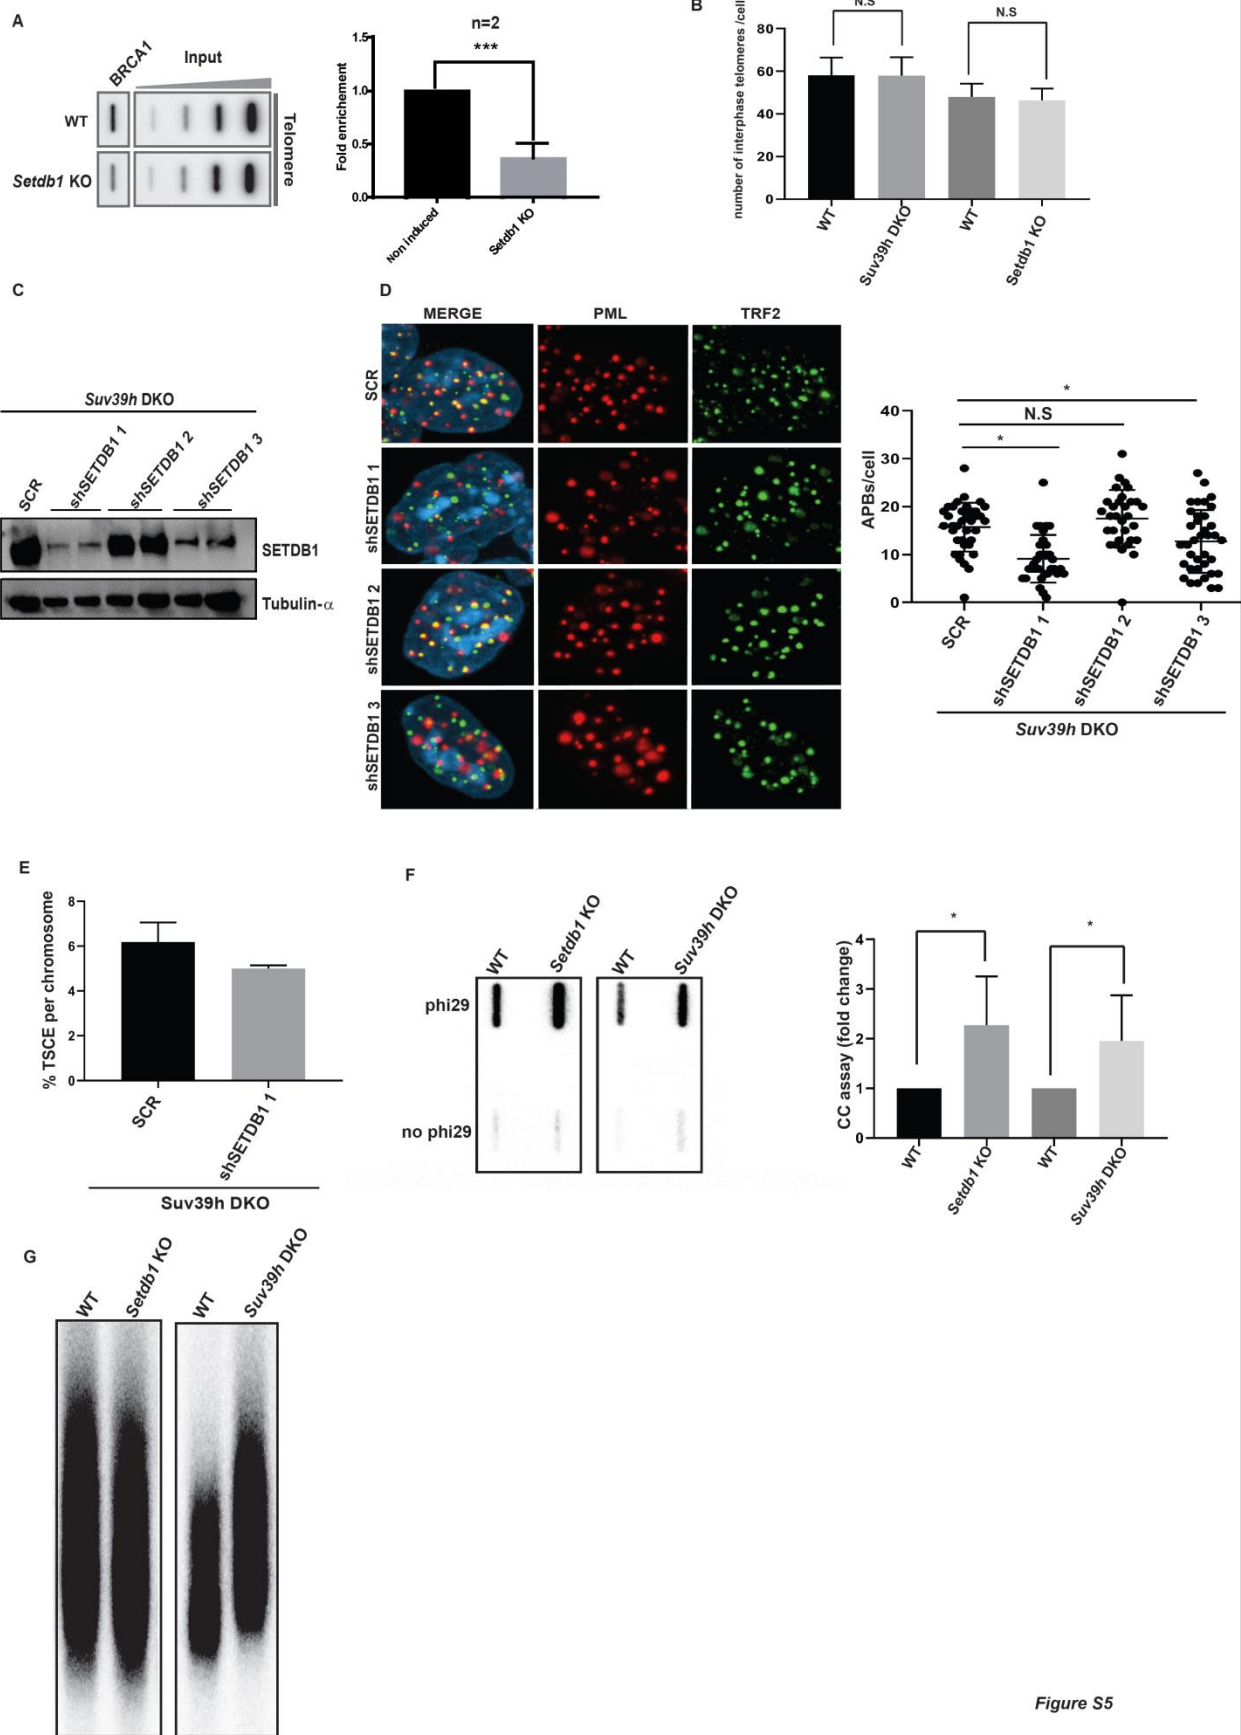 A
BRCA1
Input
WT
Setdb1 KO
Telomere
n=2
***
Fold enrichement
1.5
1.0
0.5
0.0
Non induced
Setdb1 KO
B
number of interphase telomeres /cell
N.S
N.S
80
60
40
20
0
WT
Suv39h DKO
WT
Setdb1 KO
C
Suv39h DKO
SCR
shSETDB1 1
shSETDB1 2
shSETDB1 3
SETDB1
Tubulin-α
D
MERGE
PML
TRF2
SCR
shSETDB1 1
shSETDB1 2
shSETDB1 3
*
N.S
*
APBs/cell
40
30
20
10
0
SCR
shSETDB1 1
shSETDB1 2
shSETDB1 3
Suv39h DKO
E
% TSCE per chromosome
8
6
4
2
0
SCR
shSETDB1 1
Suv39h DKO
F
WT
Setdb1 KO
WT
Suv39h DKO
phi29
no phi29
*
*
CC assay (fold change)
4
3
2
1
0
WT
Setdb1 KO
WT
Suv39h DKO
G
WT
Setdb1 KO
WT
Suv39h DKO
Figure S5